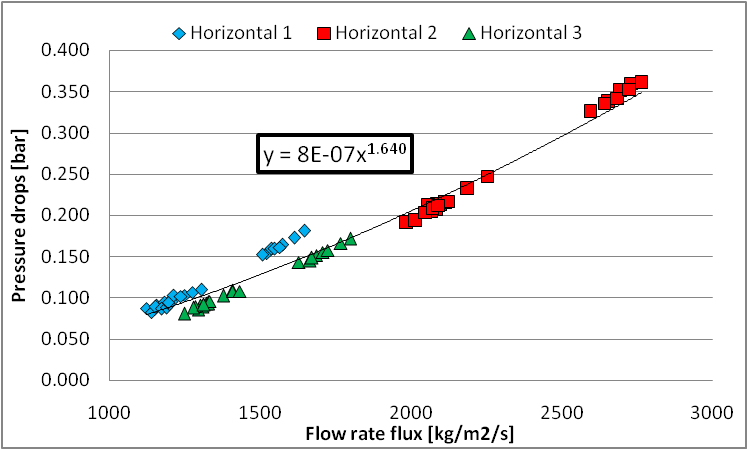 Horizontal 1 Horizontal 2 Horizontal 3
0.400
0.350
0.300
0.250
0.200
0.150
0.100
0.050
0.000
Pressure drops [bar]
y = 8E-07x^1.640
1000 1500 2000 2500 3000
Flow rate flux [kg/m2/s]